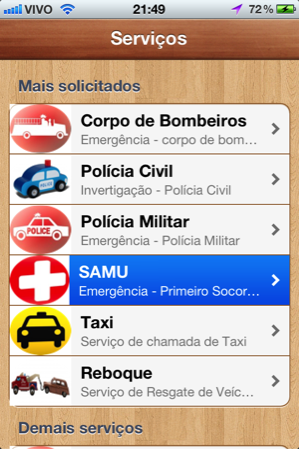 VIVO 21:49 72%
Serviços
Mais solicitados
Corpo de Bombeiros
Emergência - corpo de bom...
Polícia Civil
Invertigação - Polícia Civil
POLICE
Polícia Militar
Emergência - Polícia Militar
SAMU
Emergência - Primeiro Socor...
Taxi
Serviço de chamada de Taxi
Reboque
Serviço de Resgate de Veíc...
Demais serviços